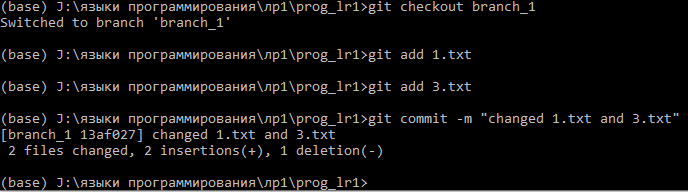 (base) J:\языки программирования\лр1\prog_lr1>git checkout branch_1
Switched to branch 'branch_1'
(base) J:\языки программирования\лр1\prog_lr1>git add 1.txt
(base) J:\языки программирования\лр1\prog_lr1>git add 3.txt
(base) J:\языки программирования\лр1\prog_lr1>git commit -m "changed 1.txt and 3.txt"
[branch_1 13af027] changed 1.txt and 3.txt
 2 files changed, 2 insertions(+), 1 deletion(-)
(base) J:\языки программирования\лр1\prog_lr1>